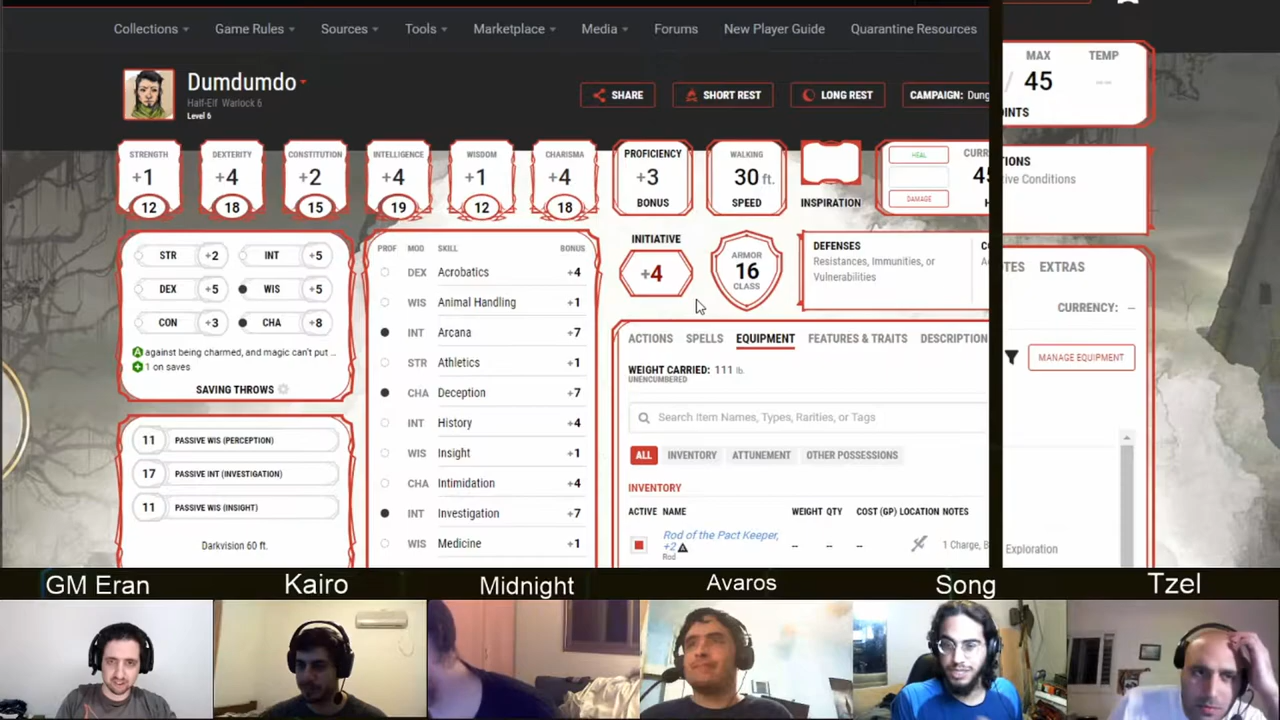 Collections Game Rules Sources Tools Marketplace Media Forums New Player Guide Quarantine Resources
Dumdumdo
Half-Elf Warlock 6
Level 6
SHARE SHORT REST LONG REST CAMPAIGN: Dung
MAX TEMP
/ 45 --
INTS
STRENGTH DEXTERITY CONSTITUTION INTELLIGENCE WISDOM CHARISMA
+1 +4 +2 +4 +1 +4
12 18 15 19 12 18
PROFICIENCY
+3
BONUS
WALKING
30 ft.
SPEED
INSPIRATION
HEAL
DAMAGE
CURR
45
H
IONS
tive Conditions
STR +2 INT +5
DEX +5 WIS +5
CON +3 CHA +8
against being charmed, and magic can't put ...
1 on saves
SAVING THROWS
11 PASSIVE WIS (PERCEPTION)
17 PASSIVE INT (INVESTIGATION)
11 PASSIVE WIS (INSIGHT)
Darkvision 60 ft.
PROF MOD SKILL BONUS
DEX Acrobatics +4
WIS Animal Handling +1
INT Arcana +7
STR Athletics +1
CHA Deception +7
INT History +4
WIS Insight +1
CHA Intimidation +4
INT Investigation +7
WIS Medicine +1
INITIATIVE
+4
ARMOR
16
CLASS
DEFENSES
Resistances, Immunities, or
Vulnerabilities
ACTIONS SPELLS EQUIPMENT FEATURES & TRAITS DESCRIPTION
TES EXTRAS
WEIGHT CARRIED: 111 lb.
UNENCUMBERED
CURRENCY: --
MANAGE EQUIPMENT
Search Item Names, Types, Rarities, or Tags
ALL INVENTORY ATTUNEMENT OTHER POSSESSIONS
INVENTORY
ACTIVE NAME WEIGHT QTY COST (GP) LOCATION NOTES
Rod of the Pact Keeper,
+2
Rod
-- -- -- 1 Charge, B
Exploration
GM Eran Kairo Midnight Avaros Song Tzel